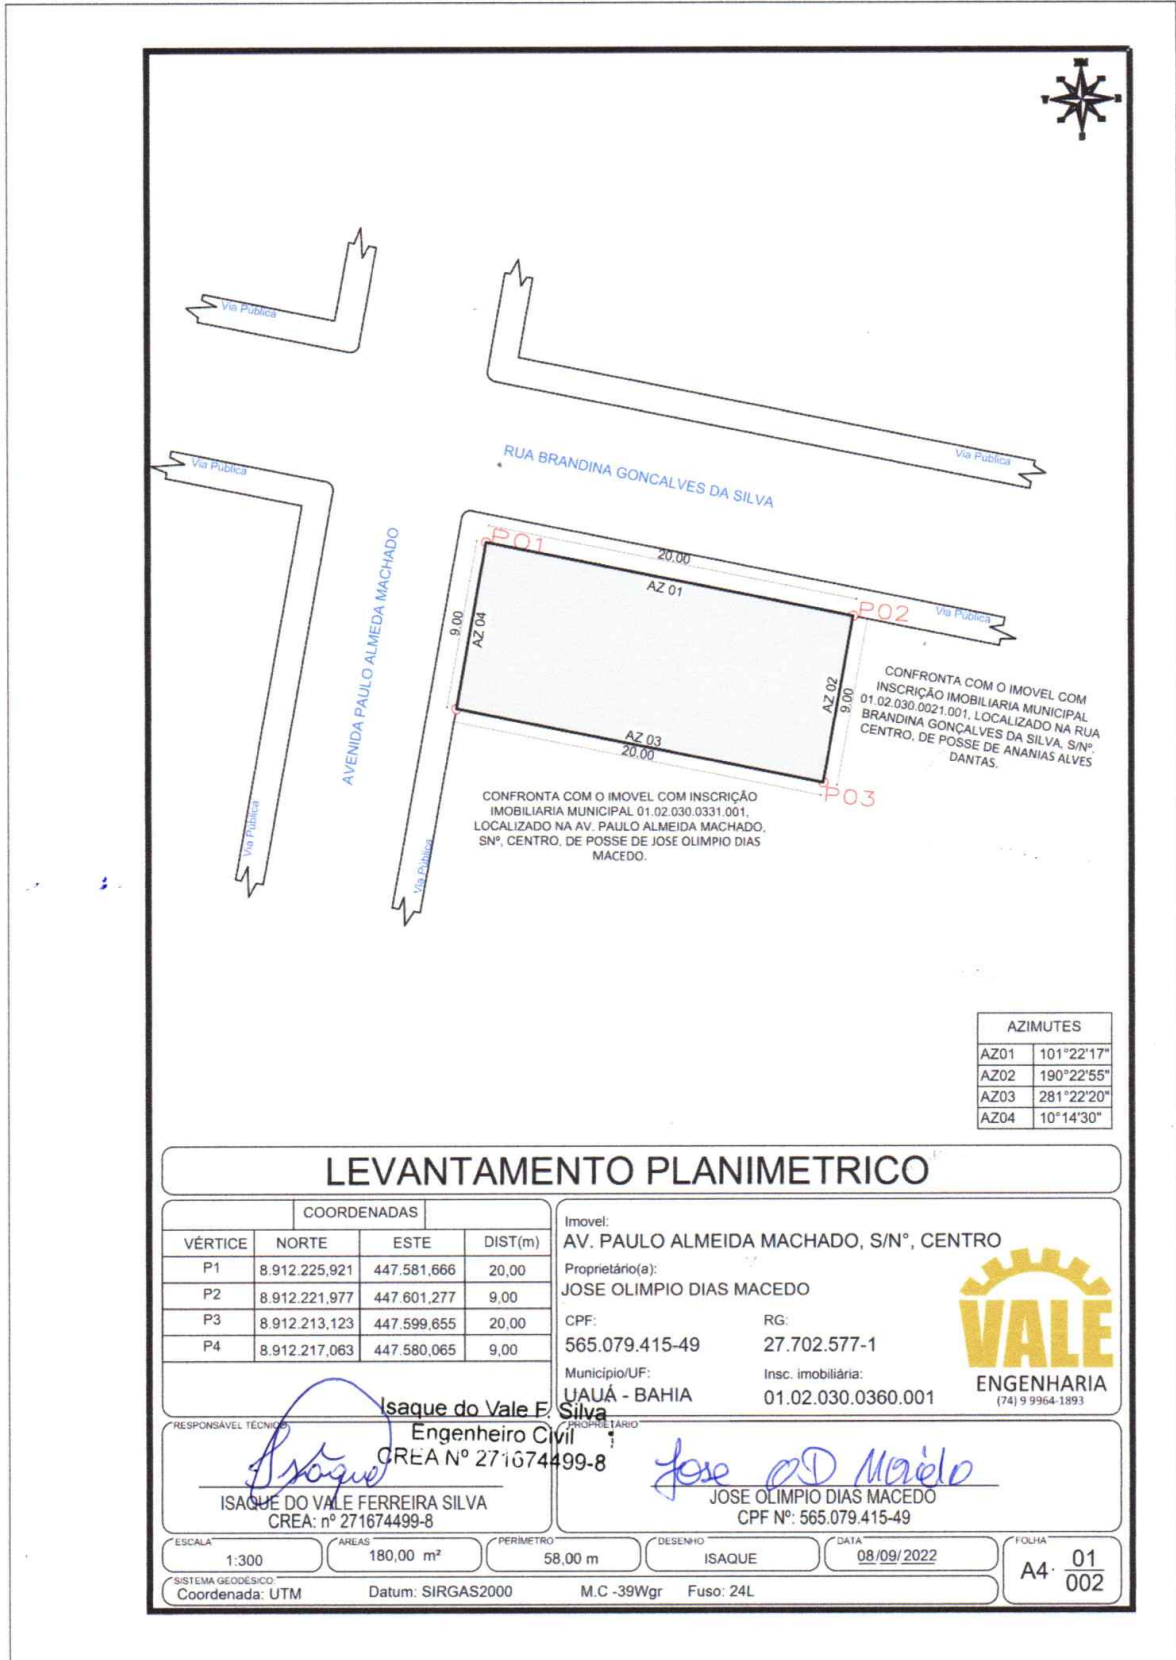 Via Pública
Via Pública
RUA BRANDINA GONCALVES DA SILVA
Via Pública
AVENIDA PAULO ALMEDA MACHADO
P01
20.00
AZ 01
P02
Via Pública
9.00
AZ 04
AZ 02
9.00
CONFRONTA COM O IMOVEL COM
INSCRIÇÃO IMOBILIARIA MUNICIPAL
01.02.030.0021.001, LOCALIZADO NA RUA
BRANDINA GONÇALVES DA SILVA, S/Nº,
CENTRO, DE POSSE DE ANANIAS ALVES
DANTAS.
AZ 03
20.00
P03
CONFRONTA COM O IMOVEL COM INSCRIÇÃO
IMOBILIARIA MUNICIPAL 01.02.030.0331.001,
LOCALIZADO NA AV. PAULO ALMEIDA MACHADO,
SNº, CENTRO, DE POSSE DE JOSE OLIMPIO DIAS
MACEDO.
Via Pública
Via Pública
AZIMUTES
AZ01 101°22'17"
AZ02 190°22'55"
AZ03 281°22'20"
AZ04 10°14'30"
LEVANTAMENTO PLANIMETRICO
COORDENADAS
VÉRTICE NORTE ESTE DIST(m)
P1 8.912.225,921 447.581,666 20,00
P2 8.912.221,977 447.601,277 9,00
P3 8.912.213,123 447.599,655 20,00
P4 8.912.217,063 447.580,065 9,00
Imovel:
AV. PAULO ALMEIDA MACHADO, S/N°, CENTRO
Proprietário(a):
JOSE OLIMPIO DIAS MACEDO
CPF: RG:
565.079.415-49 27.702.577-1
Município/UF: Insc. imobiliária:
UAUÁ - BAHIA 01.02.030.0360.001
VALE
ENGENHARIA
(74) 9 9964-1893
Isaque do Vale F. Silva
Engenheiro Civil
CREA Nº 271674499-8
RESPONSÁVEL TÉCNICO
Isaque
ISAQUE DO VALE FERREIRA SILVA
CREA: nº 271674499-8
PROPRIETÁRIO
Jose OD Macedo
JOSE OLIMPIO DIAS MACEDO
CPF Nº: 565.079.415-49
ESCALA
1:300
ÁREAS
180,00 m²
PERÍMETRO
58,00 m
DESENHO
ISAQUE
DATA
08/09/2022
FOLHA
A4 01
002
SISTEMA GEODÉSICO:
Coordenada: UTM Datum: SIRGAS2000 M.C -39Wgr Fuso: 24L